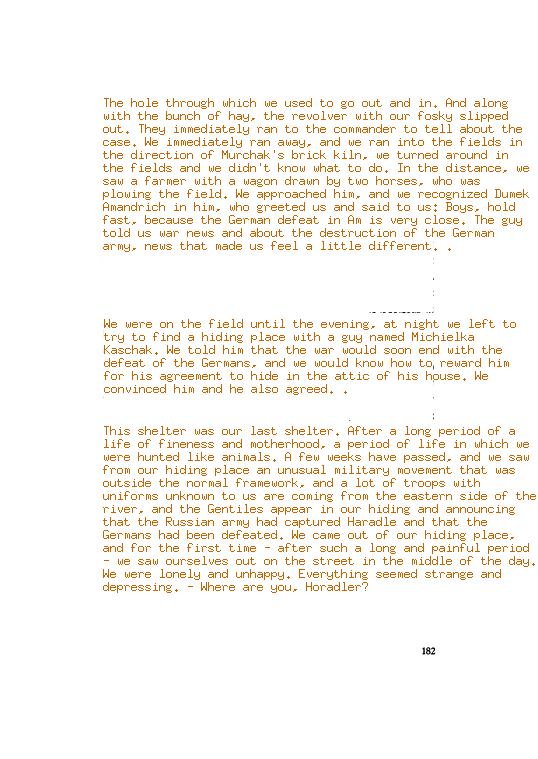 The hole through which we used to go out and in. And along
with the bunch of hay, the revolver with our fosky slipped
out. They immediately ran to the commander to tell about the
case. We immediately ran away, and we ran into the fields in
the direction of Murchak's brick kiln, we turned around in
the fields and we didn't know what to do. In the distance, we
saw a farmer with a wagon drawn by two horses, who was
plowing the field. We approached him, and we recognized Dumek
Amandrich in him, who greeted us and said to us: Boys, hold
fast, because the German defeat in Am is very close. The guy
told us war news and about the destruction of the German
army, news that made us feel a little different. .
We were on the field until the evening, at night we left to
try to find a hiding place with a guy named Michielka
Kaschak. We told him that the war would soon end with the
defeat of the Germans, and we would know how to reward him
for his agreement to hide in the attic of his house. We
convinced him and he also agreed. .
This shelter was our last shelter. After a long period of a
life of fineness and motherhood, a period of life in which we
were hunted like animals. A few weeks have passed, and we saw
from our hiding place an unusual military movement that was
outside the normal framework, and a lot of troops with
uniforms unknown to us are coming from the eastern side of the
river, and the Gentiles appear in our hiding and announcing
that the Russian army had captured Haradle and that the
Germans had been defeated. We came out of our hiding place,
and for the first time - after such a long and painful period
- we saw ourselves out on the street in the middle of the day.
We were lonely and unhappy. Everything seemed strange and
depressing. - Where are you, Horadler?
182